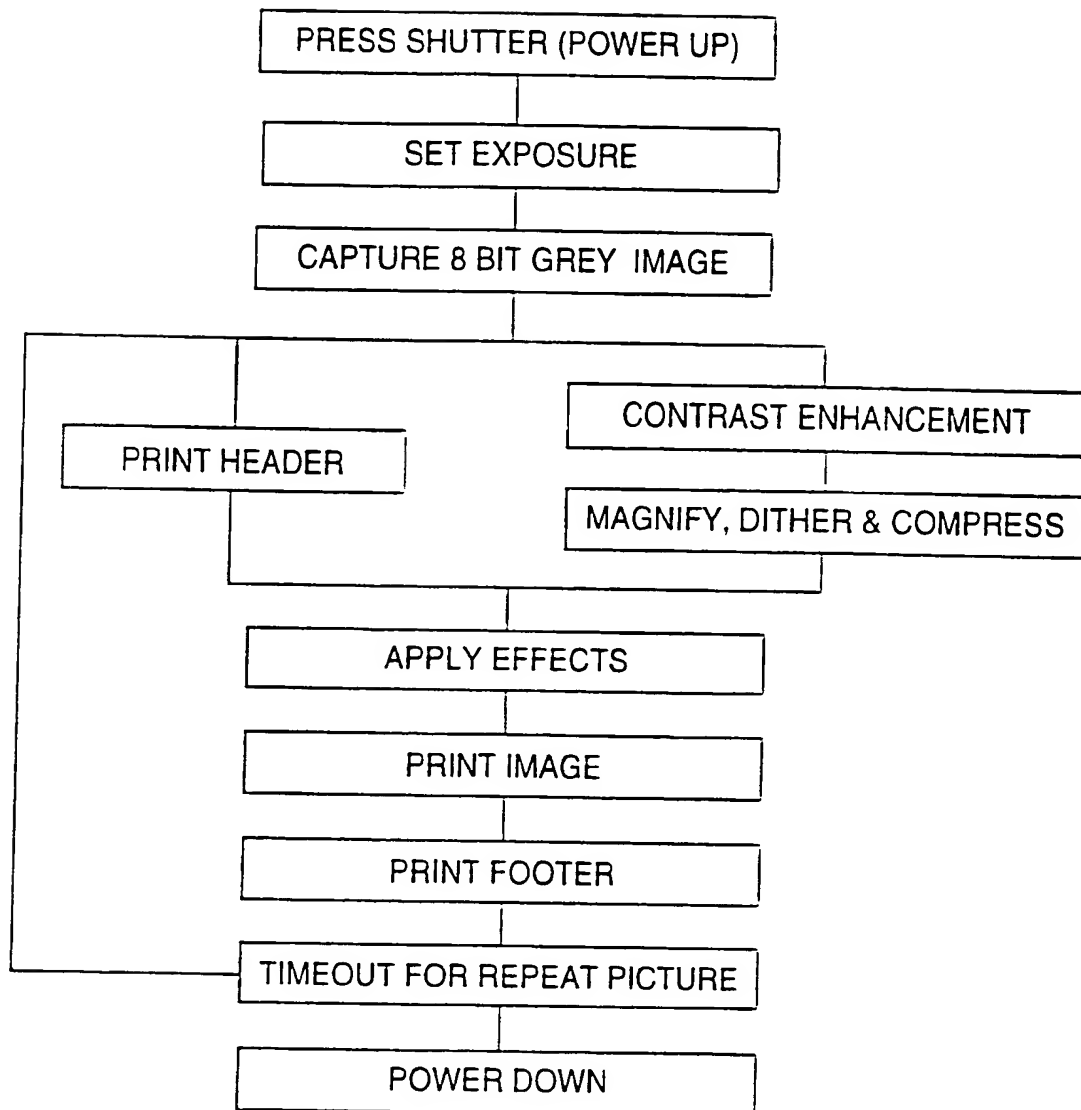 PRESS SHUTTER (POWER UP)
SET EXPOSURE
CAPTURE 8 BIT GREY IMAGE
PRINT HEADER
CONTRAST ENHANCEMENT
MAGNIFY, DITHER & COMPRESS
APPLY EFFECTS
PRINT IMAGE
PRINT FOOTER
TIMEOUT FOR REPEAT PICTURE
POWER DOWN